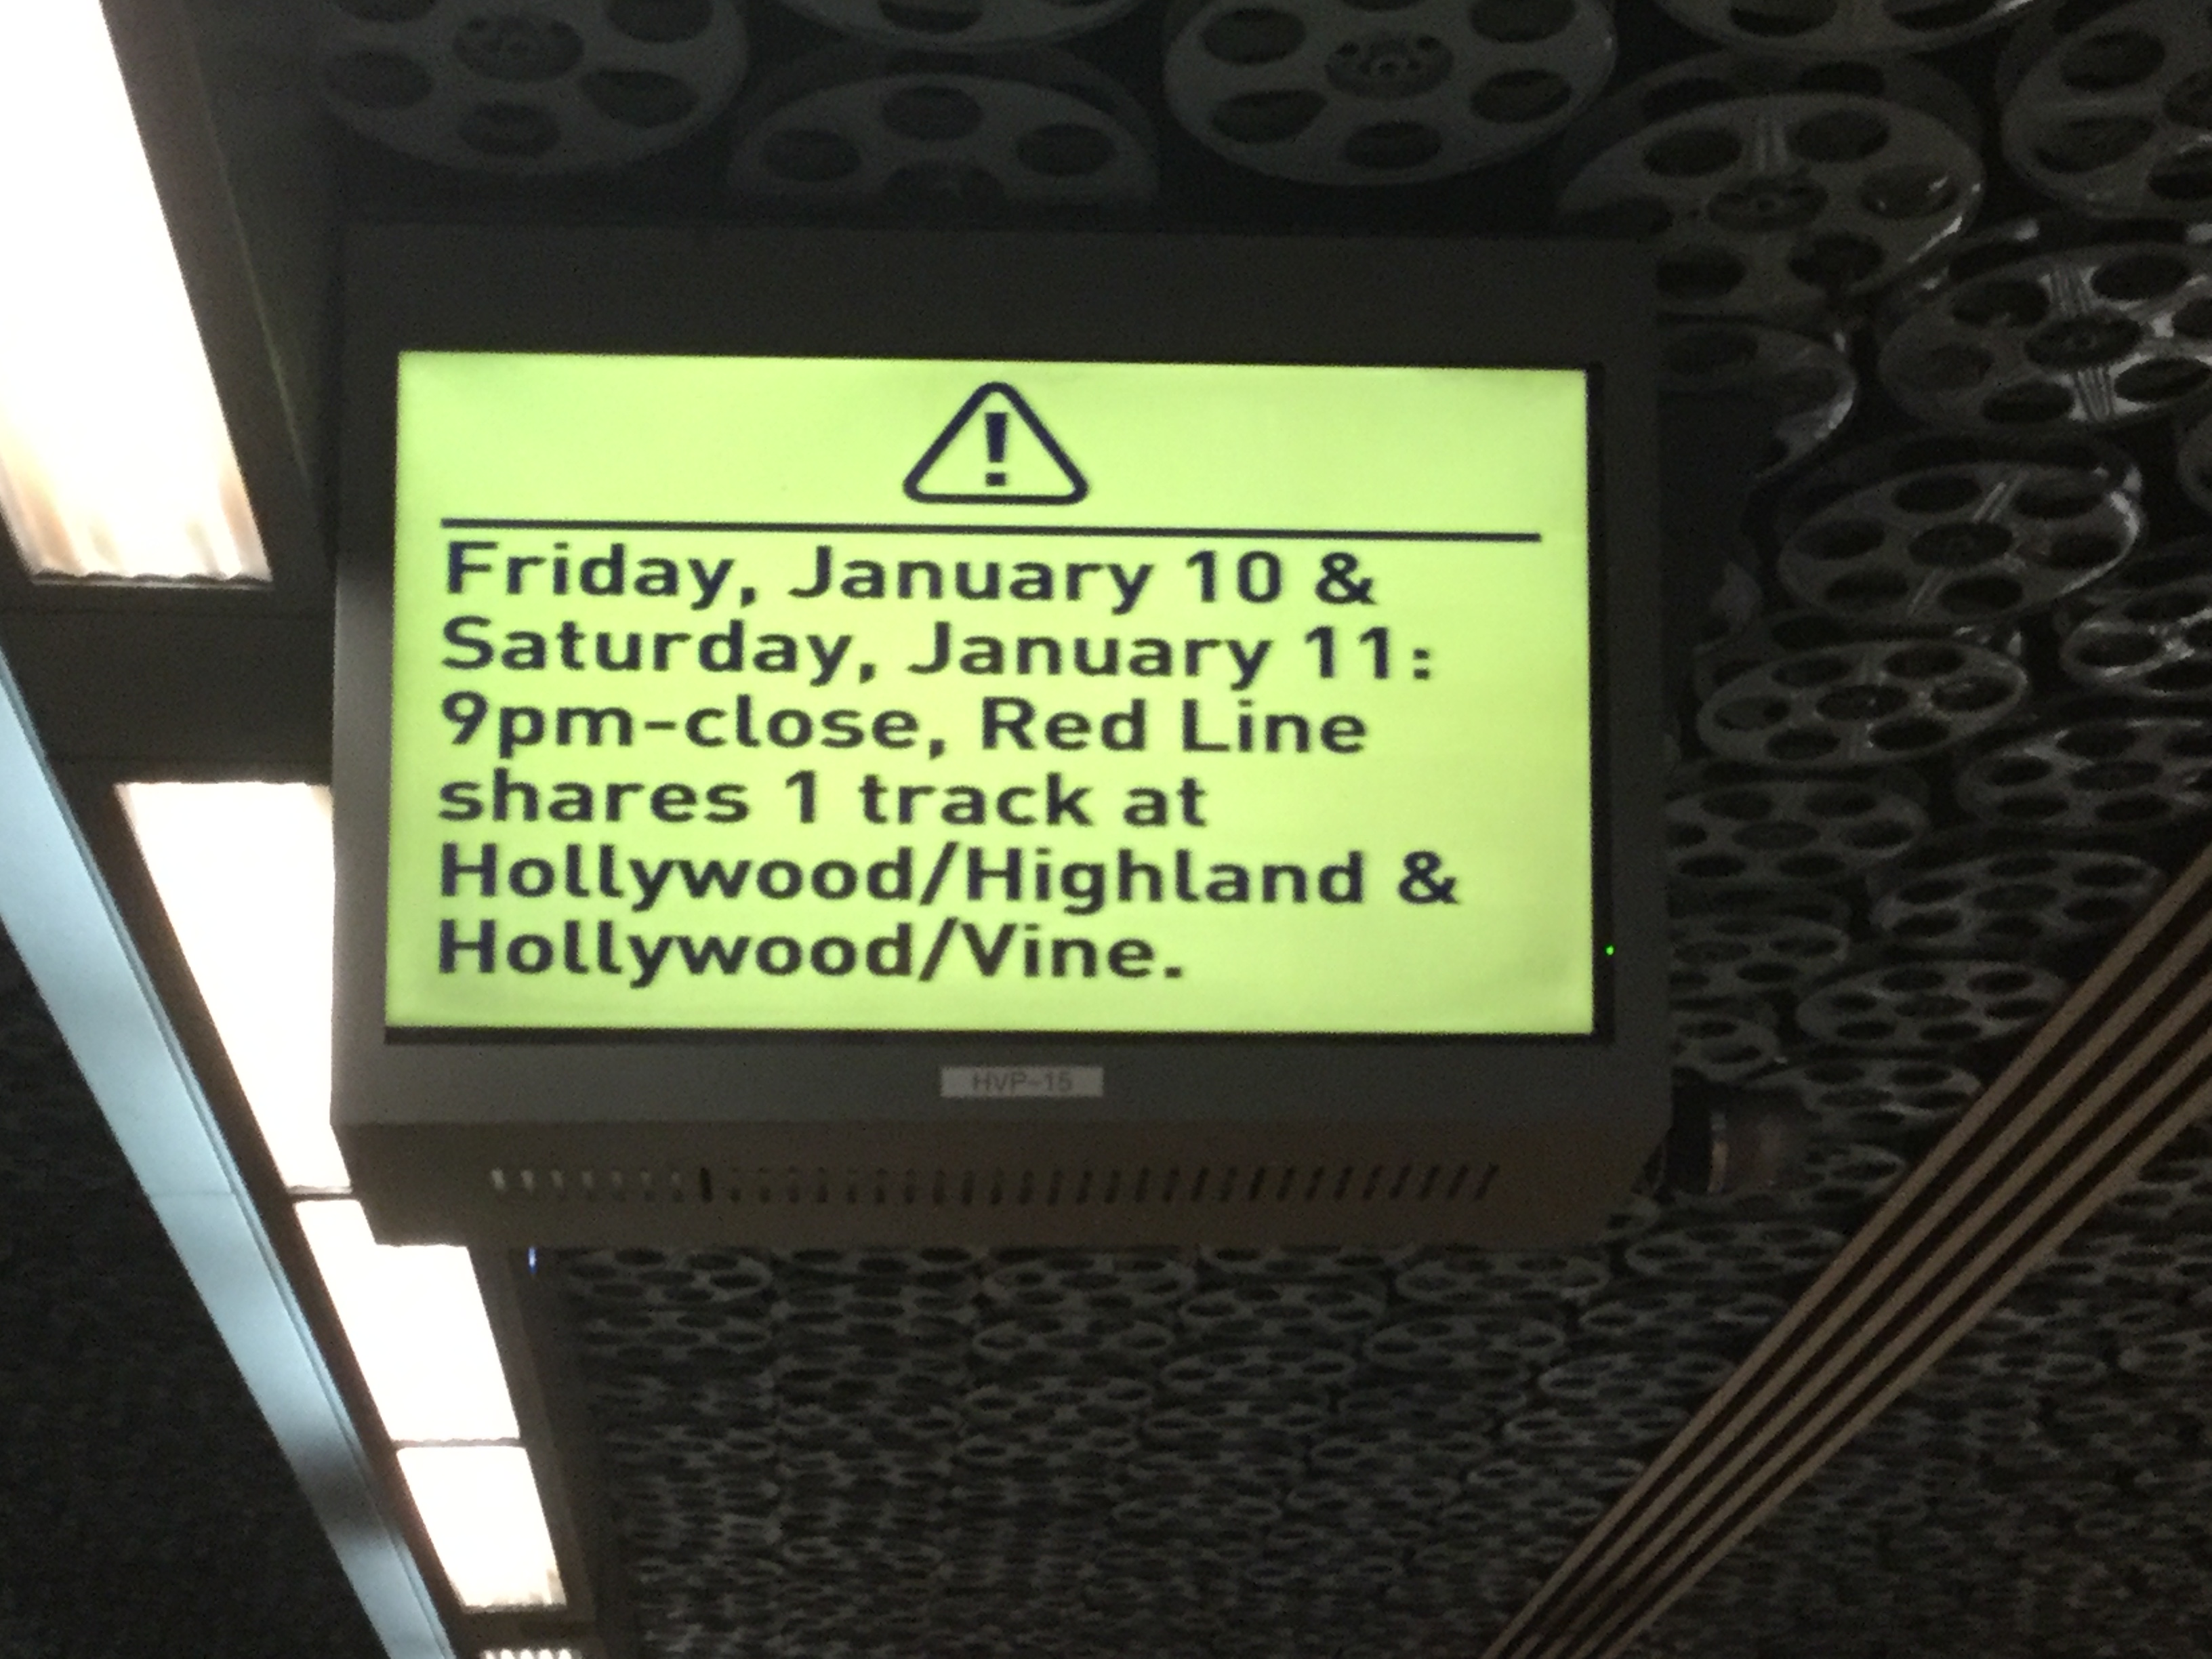 !
Friday, January 10 &
Saturday, January 11:
9pm-close, Red Line
shares 1 track at
Hollywood/Highland &
Hollywood/Vine.
HVP-15